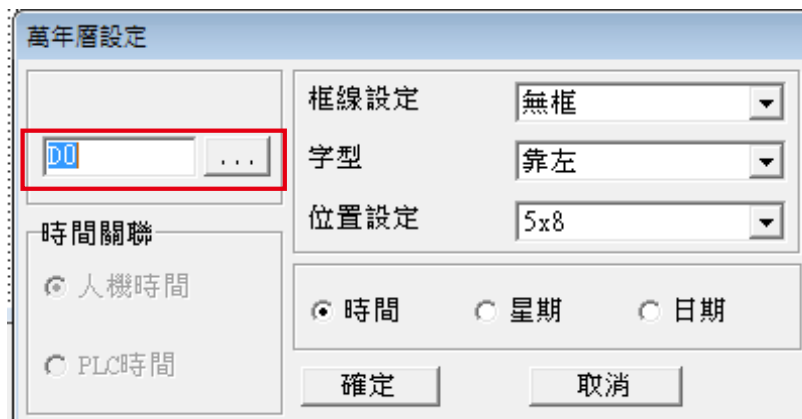 萬年曆設定
D0
...
時間關聯
人機時間
PLC時間
框線設定 無框
字型 靠左
位置設定 5x8
時間 星期 日期
確定 取消